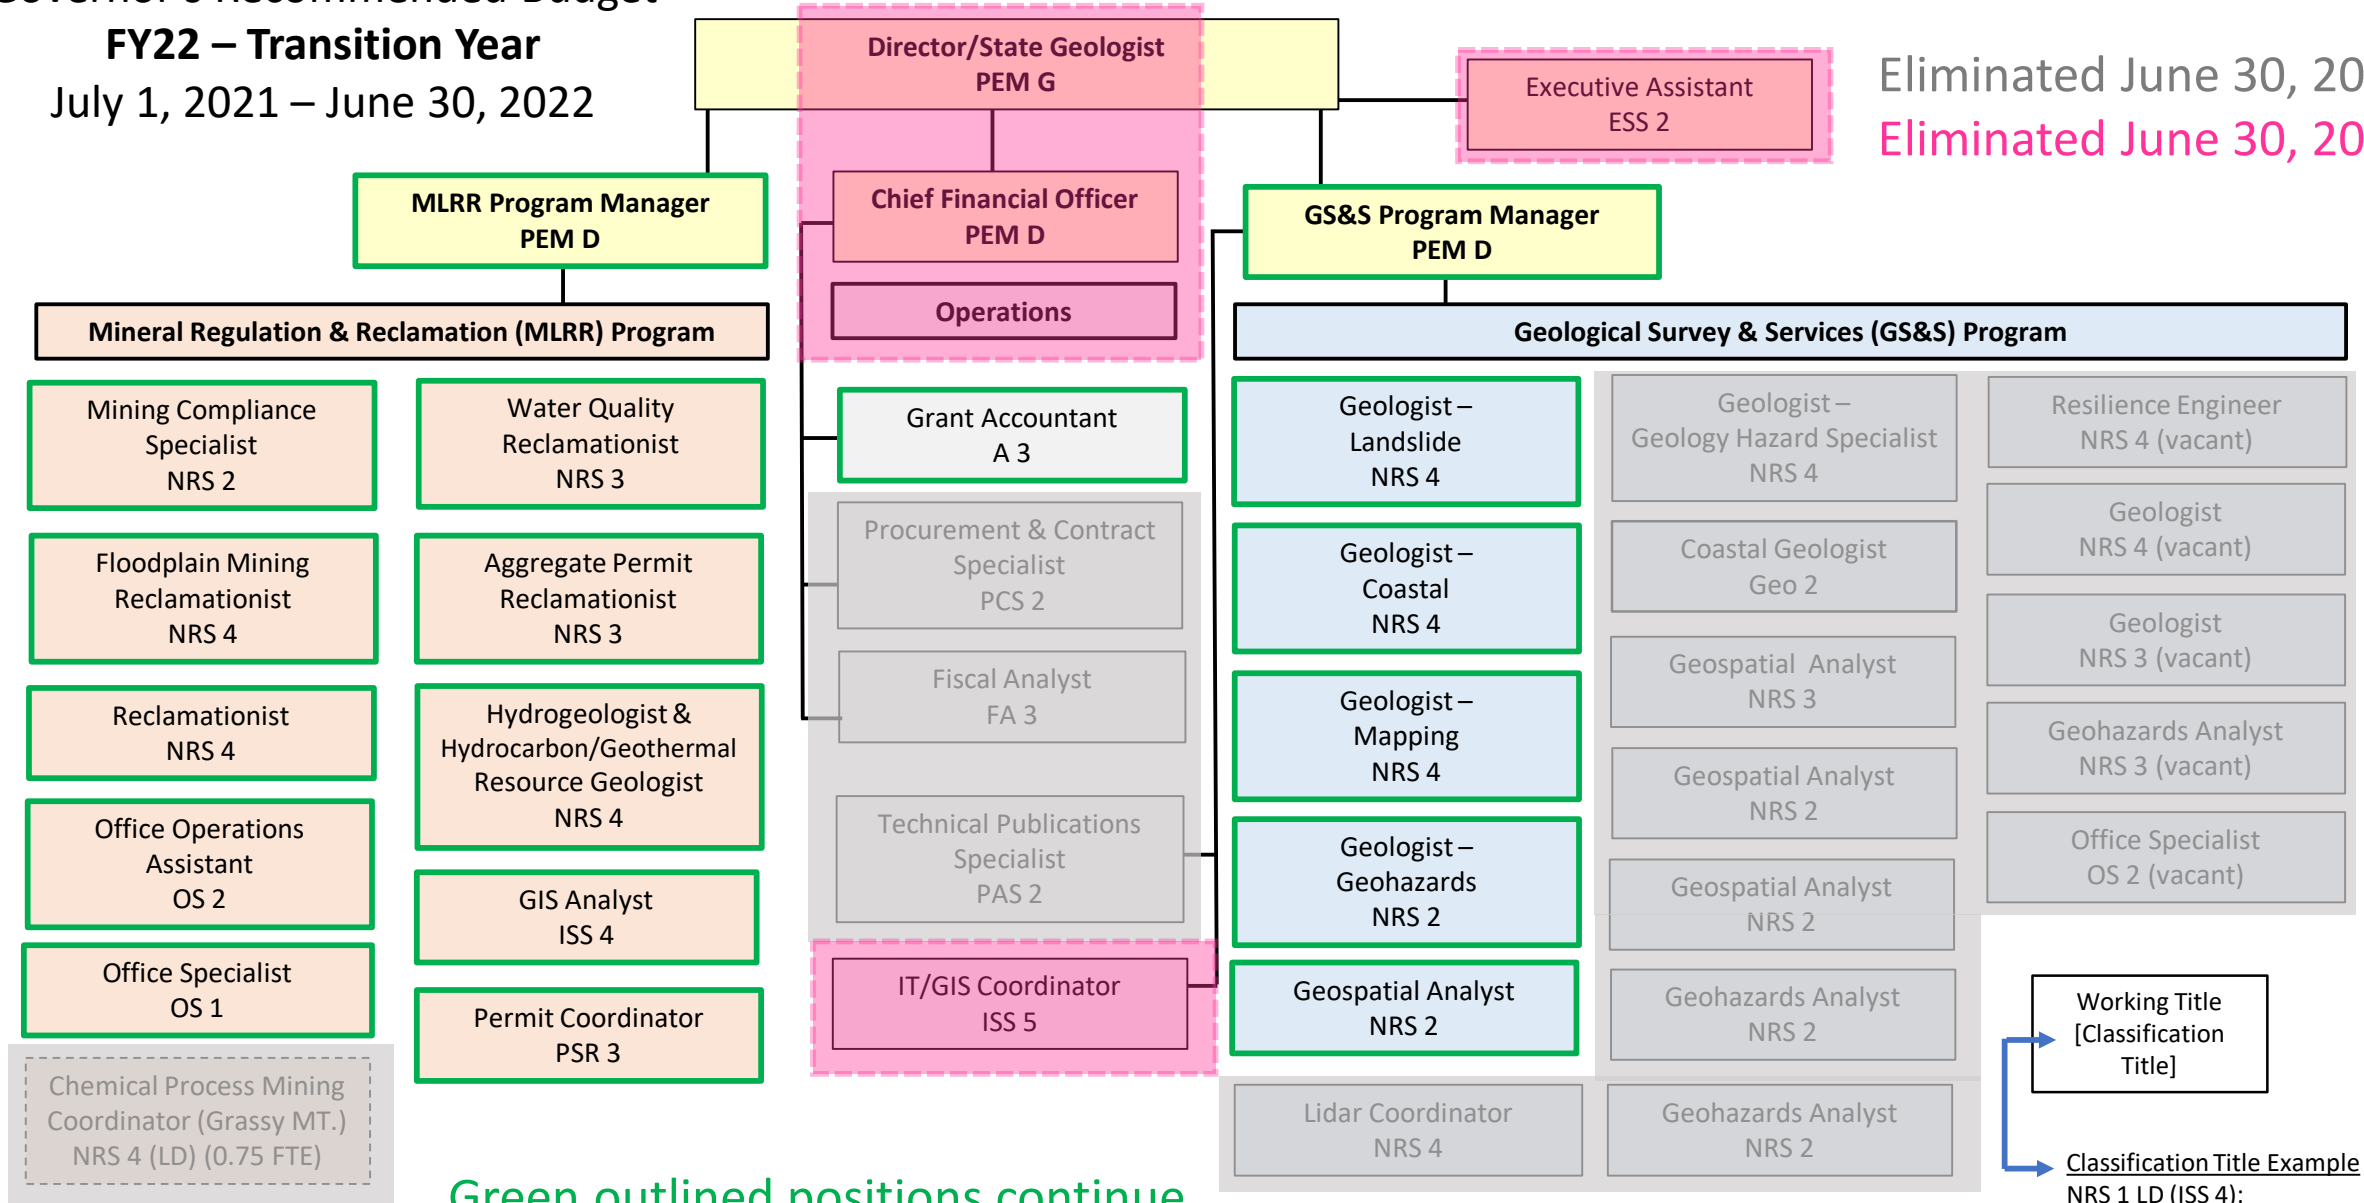 Governor's Recommended Budget
FY22 – Transition Year
July 1, 2021 – June 30, 2022
Director/State Geologist
PEM G
Executive Assistant
ESS 2
Eliminated June 30, 20
Eliminated June 30, 20
MLRR Program Manager
PEM D
Chief Financial Officer
PEM D
GS&S Program Manager
PEM D
Mineral Regulation & Reclamation (MLRR) Program
Operations
Geological Survey & Services (GS&S) Program
Mining Compliance
Specialist
NRS 2
Floodplain Mining
Reclamationist
NRS 4
Reclamationist
NRS 4
Office Operations
Assistant
OS 2
Office Specialist
OS 1
Chemical Process Mining
Coordinator (Grassy MT.)
NRS 4 (LD) (0.75 FTE)
Water Quality
Reclamationist
NRS 3
Aggregate Permit
Reclamationist
NRS 3
Hydrogeologist &
Hydrocarbon/Geothermal
Resource Geologist
NRS 4
GIS Analyst
ISS 4
Permit Coordinator
PSR 3
Grant Accountant
A 3
Procurement & Contract
Specialist
PCS 2
Fiscal Analyst
FA 3
Technical Publications
Specialist
PAS 2
IT/GIS Coordinator
ISS 5
Geologist –
Landslide
NRS 4
Geologist –
Coastal
NRS 4
Geologist –
Mapping
NRS 4
Geologist –
Geohazards
NRS 2
Geospatial Analyst
NRS 2
Lidar Coordinator
NRS 4
Geologist –
Geology Hazard Specialist
NRS 4
Coastal Geologist
Geo 2
Geospatial Analyst
NRS 3
Geospatial Analyst
NRS 2
Geospatial Analyst
NRS 2
Geohazards Analyst
NRS 2
Geohazards Analyst
NRS 2
Resilience Engineer
NRS 4 (vacant)
Geologist
NRS 4 (vacant)
Geologist
NRS 3 (vacant)
Geohazards Analyst
NRS 3 (vacant)
Office Specialist
OS 2 (vacant)
Working Title
[Classification
Title]
Classification Title Example
NRS 1 LD (ISS 4):
Green outlined positions continue